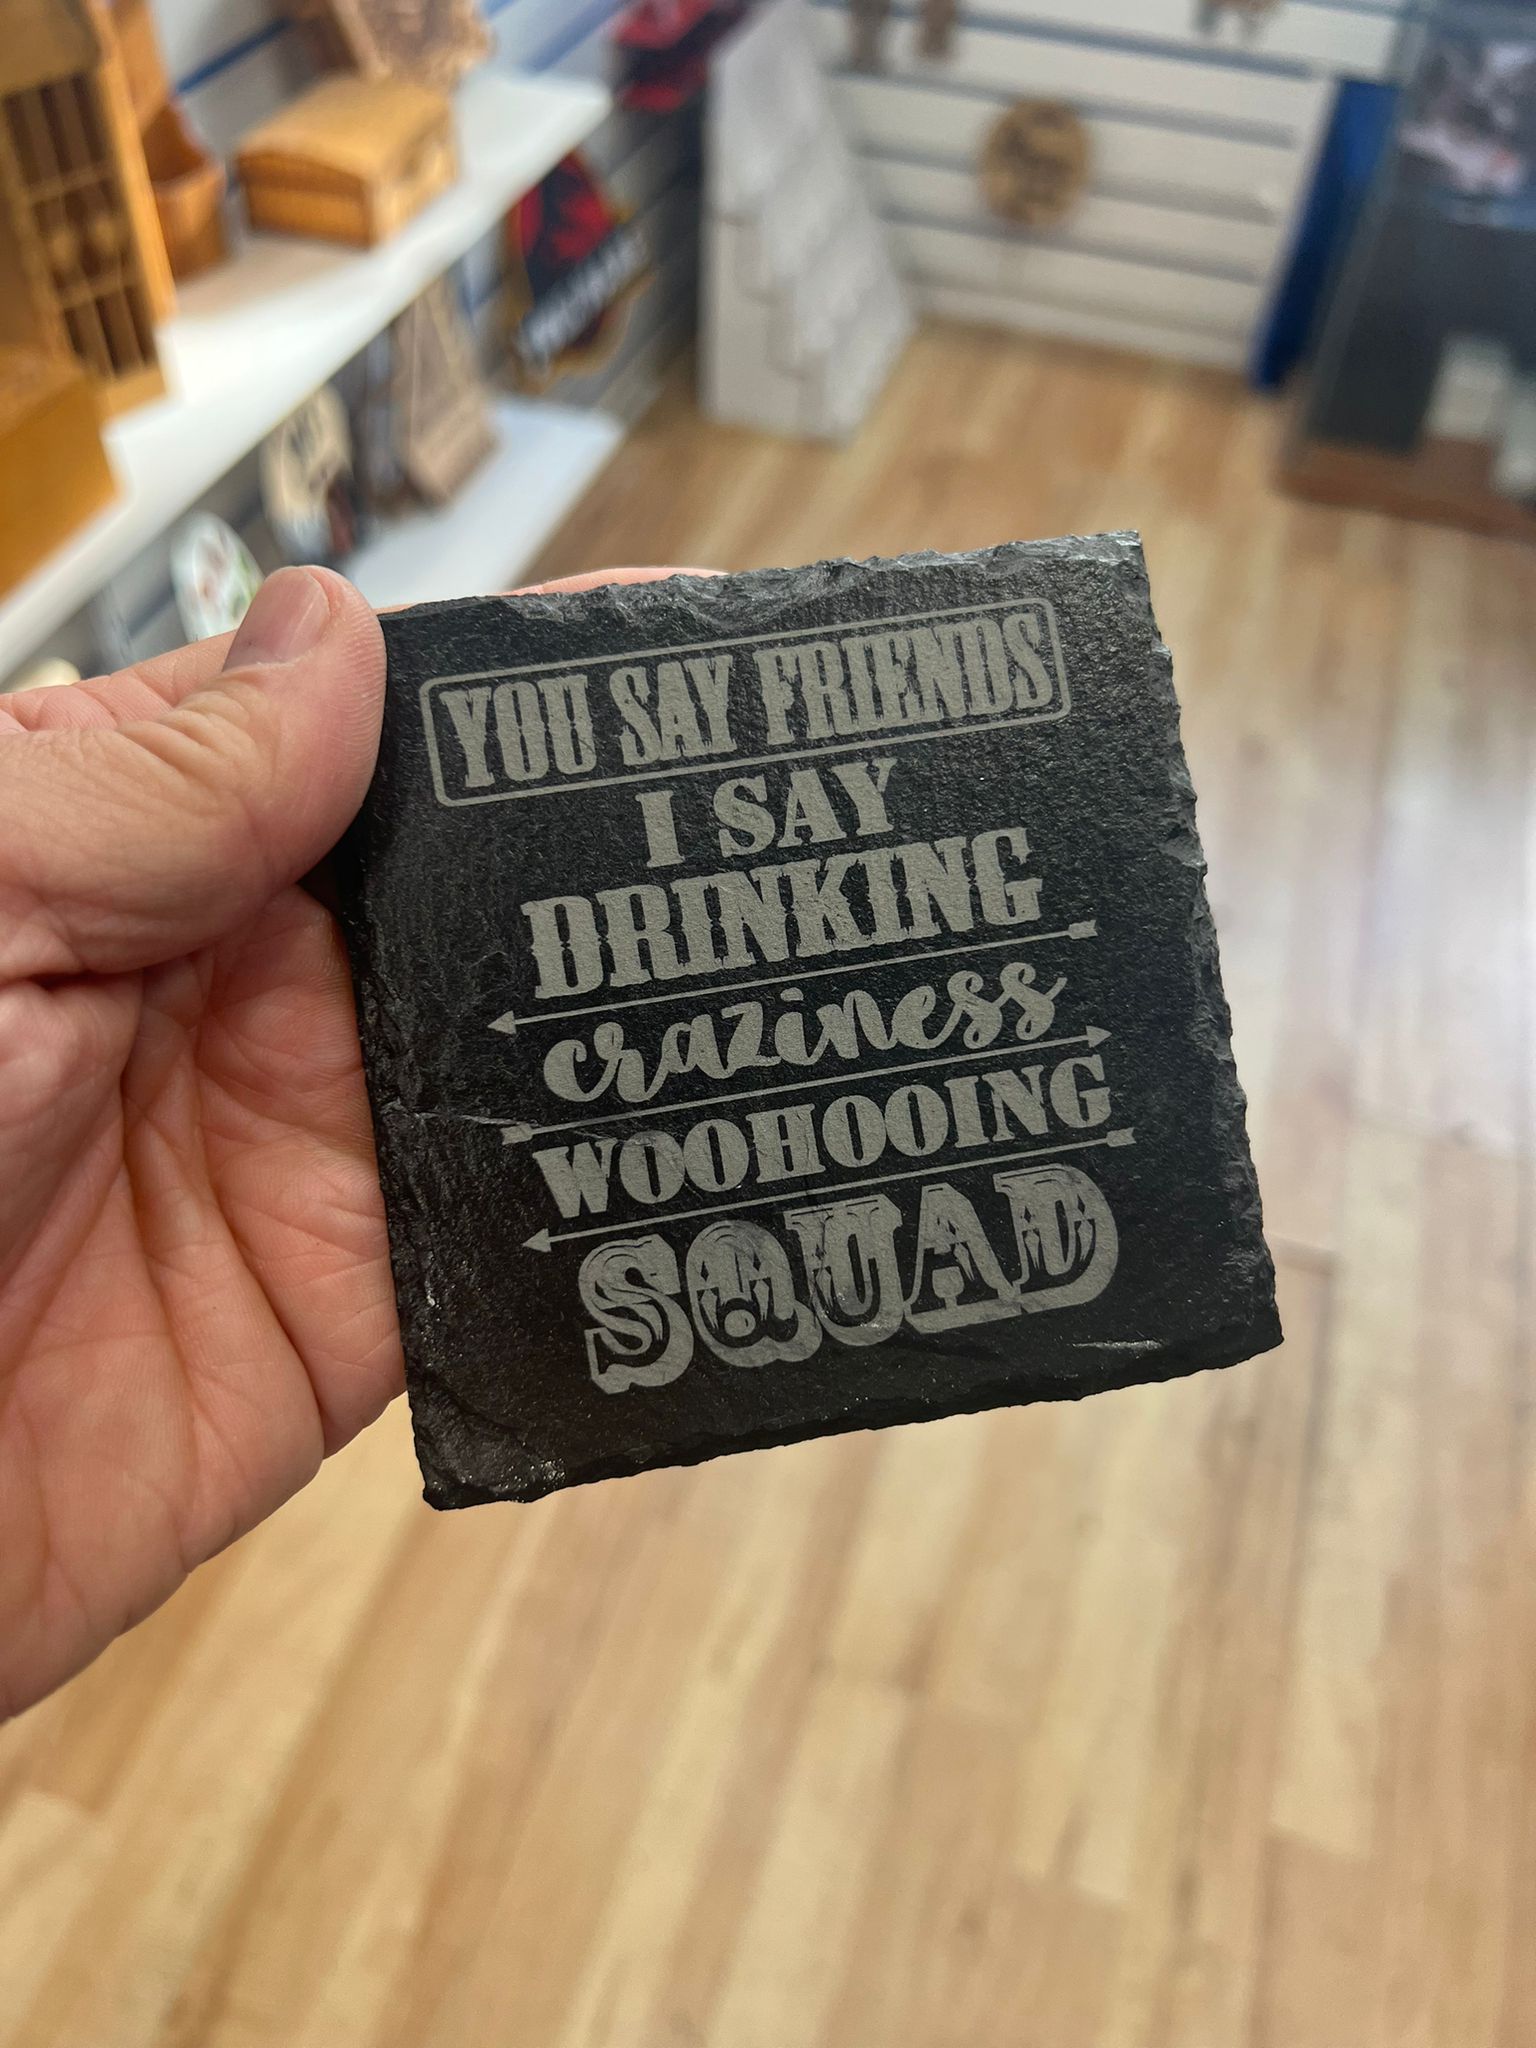 YOU SAY FRIENDS
I SAY
DRINKING
craziness
WOOHOOING
SQUAD